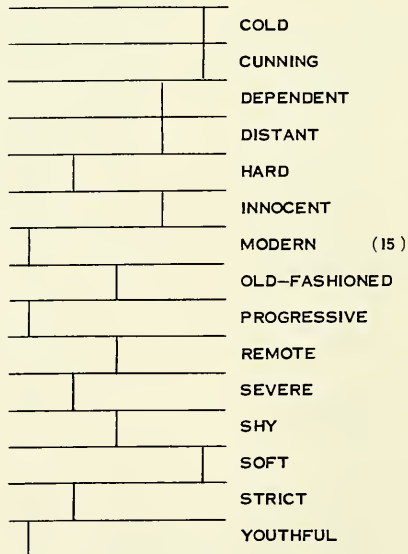 COLD
CUNNING
DEPENDENT
DISTANT
HARD
INNOCENT
MODERN (15)
OLD–FASHIONED
PROGRESSIVE
REMOTE
SEVERE
SHY
SOFT
STRICT
YOUTHFUL